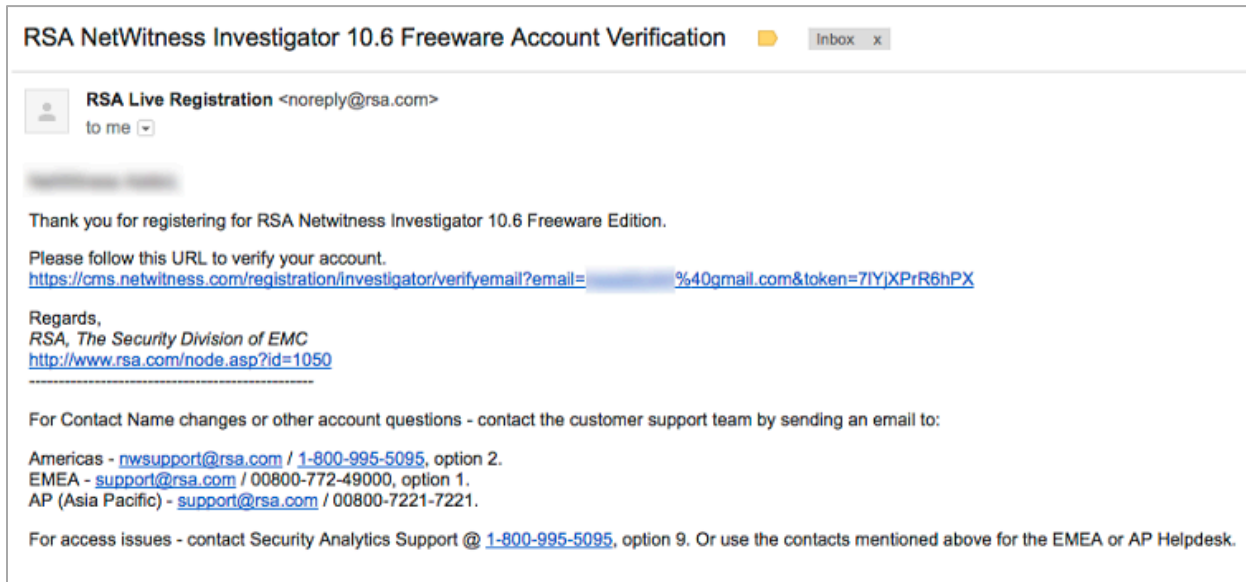 RSA NetWitness Investigator 10.6 Freeware Account Verification Inbox x
RSA Live Registration <noreply@rsa.com>
to me
Thank you for registering for RSA Netwitness Investigator 10.6 Freeware Edition.
Please follow this URL to verify your account.
https://cms.netwitness.com/registration/investigator/verifyemail?email= %40gmail.com&token=7lYjXPrR6hPX
Regards,
RSA, The Security Division of EMC
http://www.rsa.com/node.asp?id=1050
------------------------------------------------
For Contact Name changes or other account questions - contact the customer support team by sending an email to:
Americas - nwsupport@rsa.com / 1-800-995-5095, option 2.
EMEA - support@rsa.com / 00800-772-49000, option 1.
AP (Asia Pacific) - support@rsa.com / 00800-7221-7221.
For access issues - contact Security Analytics Support @ 1-800-995-5095, option 9. Or use the contacts mentioned above for the EMEA or AP Helpdesk.